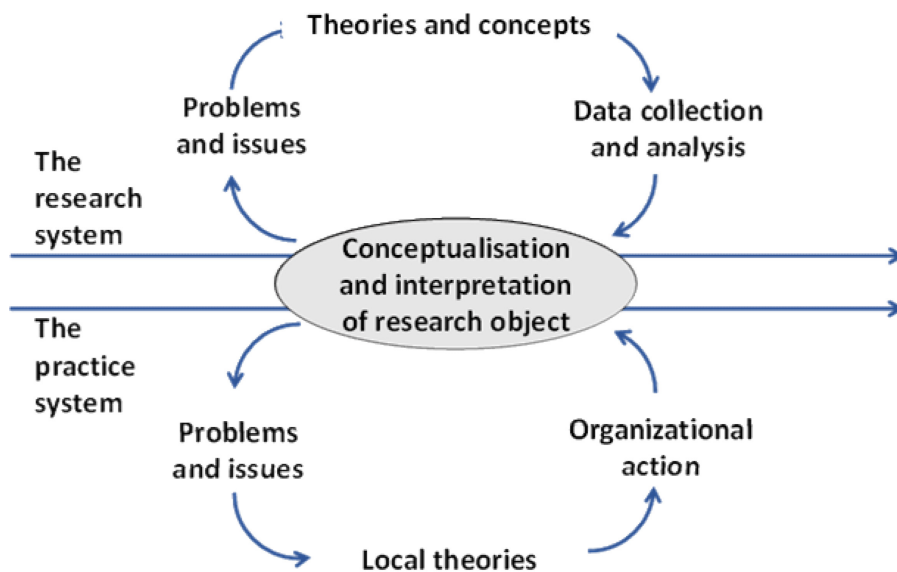 Theories and concepts
Problems
and issues
Data collection
and analysis
The
research
system
Conceptualisation
and interpretation
of research object
The
practice
system
Problems
and issues
Organizational
action
Local theories